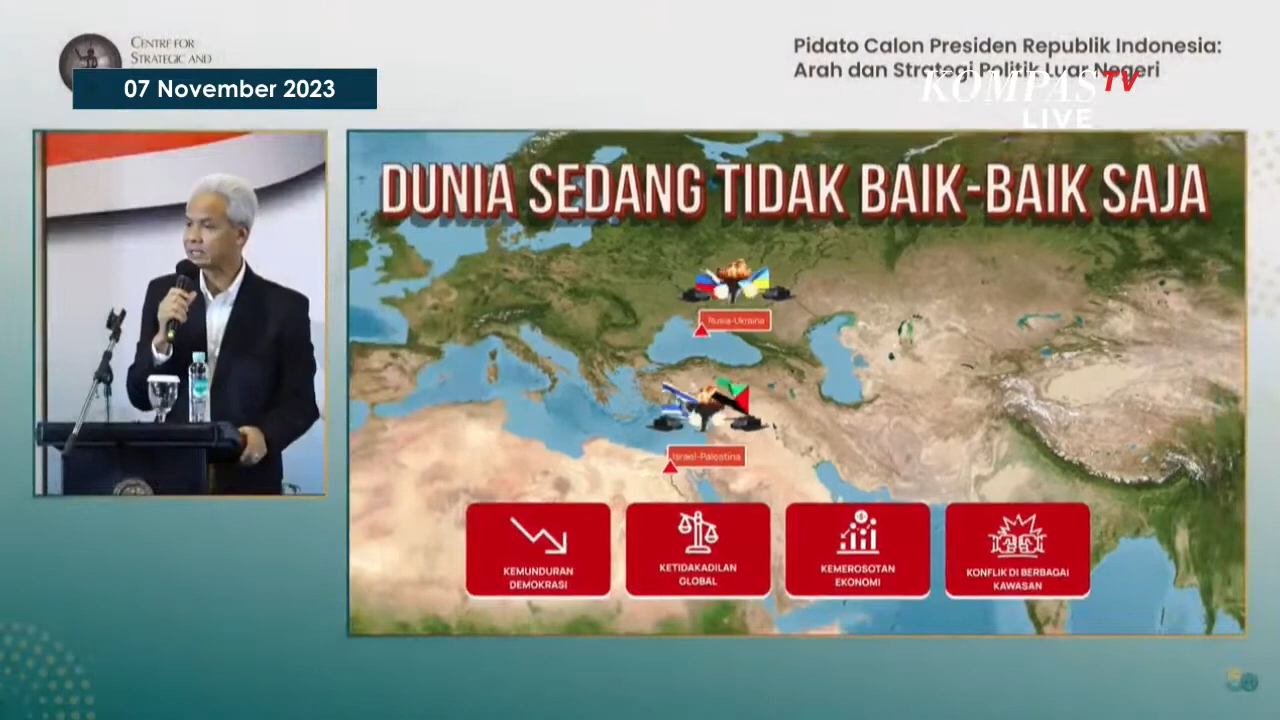 CENTRE FOR
STRATEGIC AND
07 November 2023
Pidato Calon Presiden Republik Indonesia:
Arah dan Strategi Politik Luar Negeri
KOMPAS TV
LIVE
DUNIA SEDANG TIDAK BAIK-BAIK SAJA
Rusia-Ukraina
Israel-Palestina
KEMUNDURAN
DEMOKRASI
KETIDAKADILAN
GLOBAL
KEMEROSOTAN
EKONOMI
KONFLIK DI BERBAGAI
KAWASAN